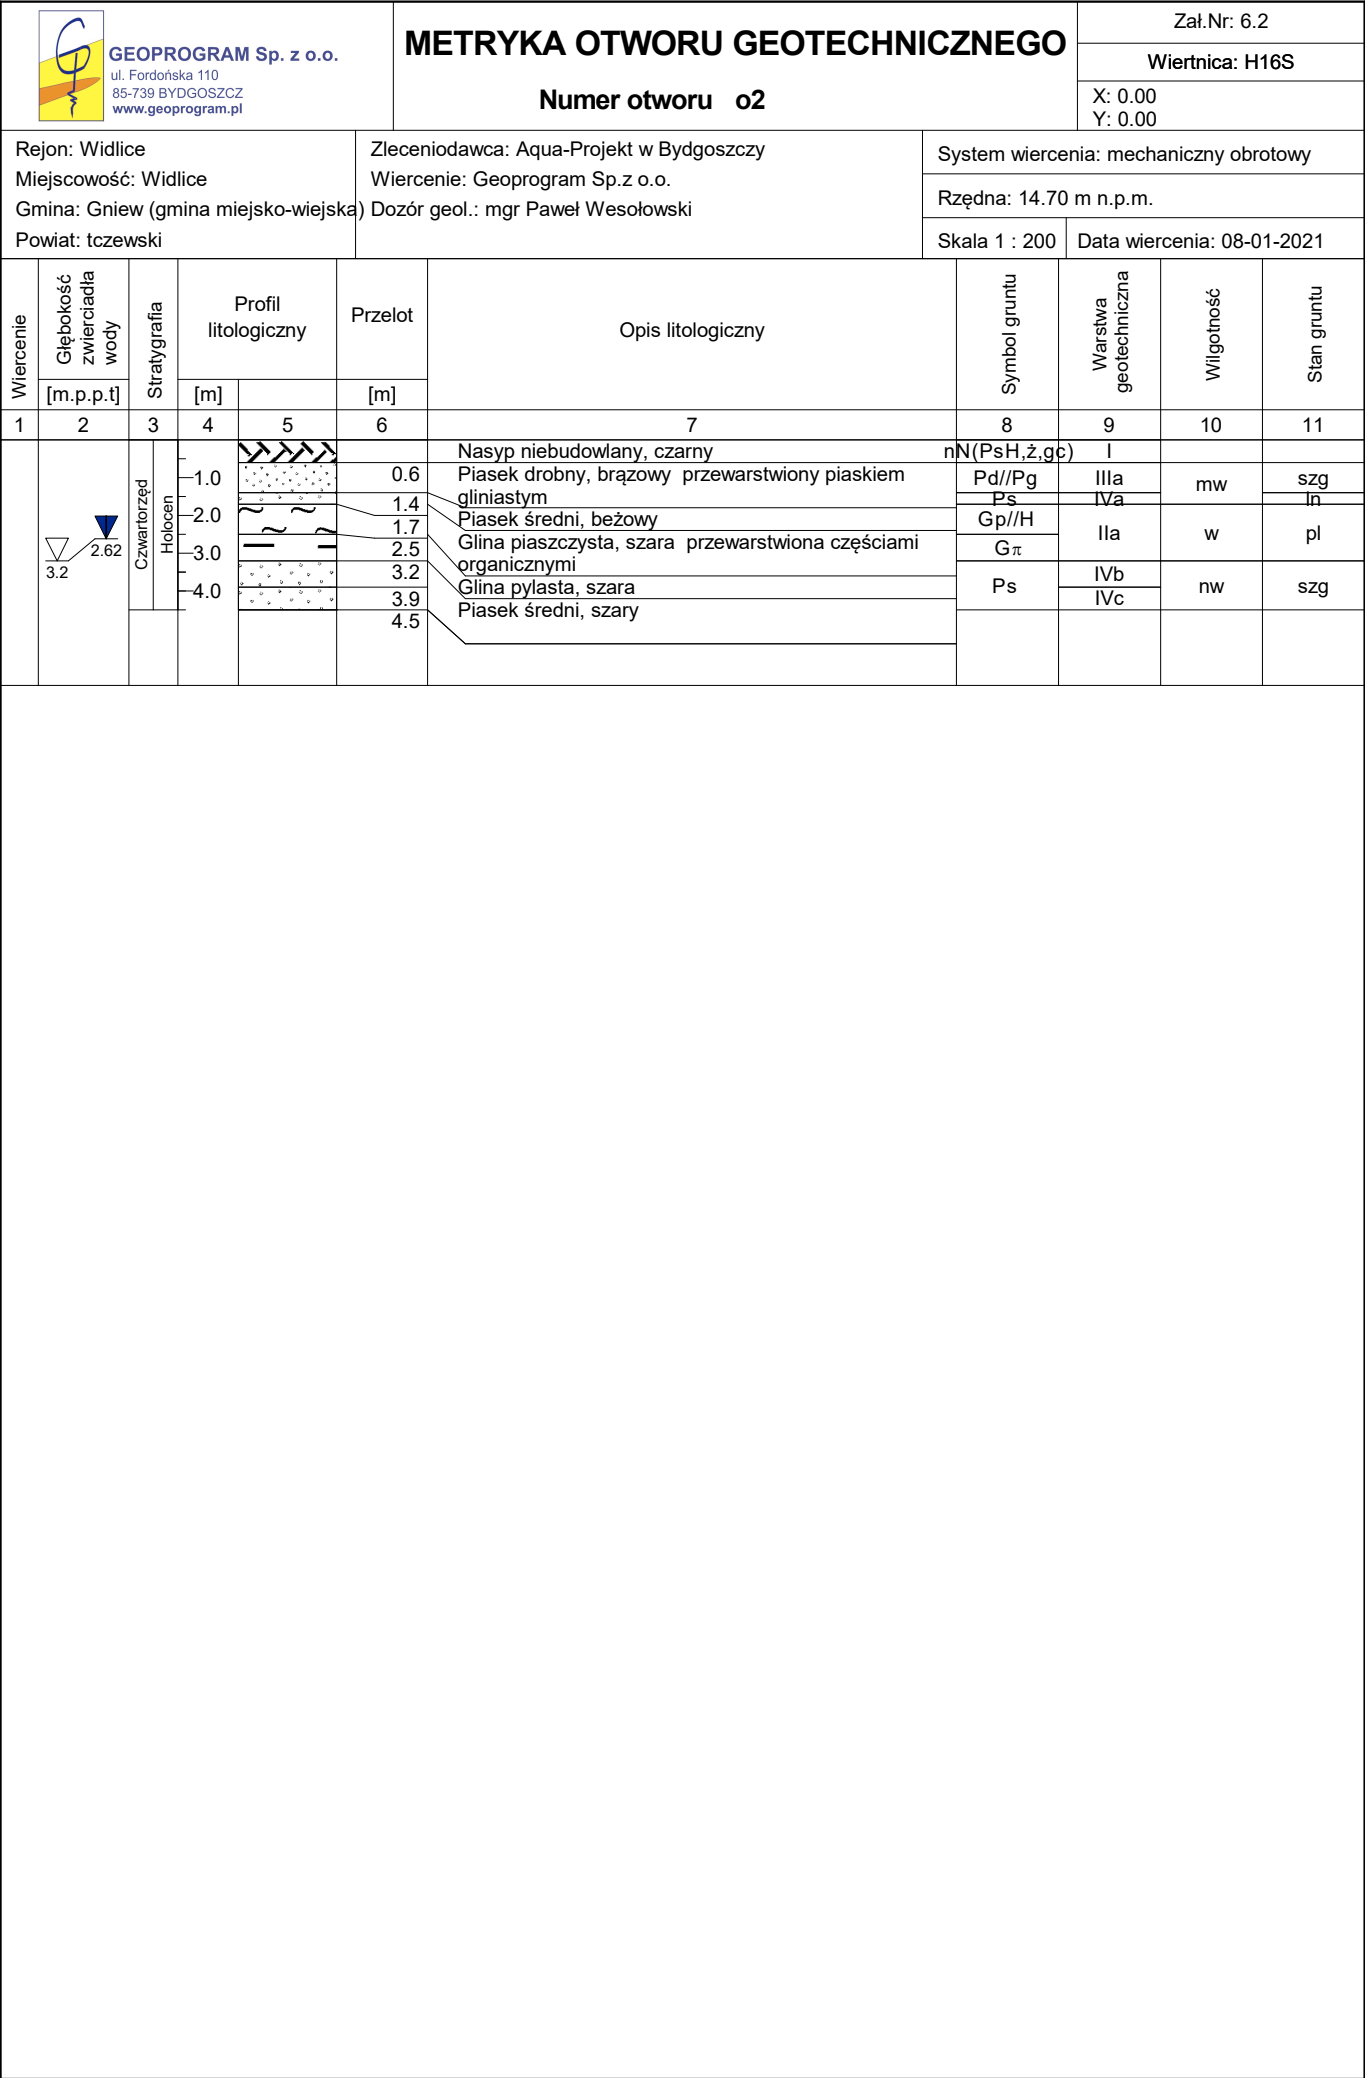 GEOPROGRAM Sp. z o.o.
ul. Fordońska 110
85-739 BYDGOSZCZ
www.geoprogram.pl
METRYKA OTWORU GEOTECHNICZNEGO
Numer otworu o2
Zał.Nr: 6.2
Wiertnica: H16S
X: 0.00
Y: 0.00
Rejon: Widlice
Miejscowość: Widlice
Gmina: Gniew (gmina miejsko-wiejska)
Powiat: tczewski
Zleceniodawca: Aqua-Projekt w Bydgoszczy
Wiercenie: Geoprogram Sp.z o.o.
Dozór geol.: mgr Paweł Wesołowski
System wiercenia: mechaniczny obrotowy
Rzędna: 14.70 m n.p.m.
Skala 1 : 200
Data wiercenia: 08-01-2021
Wiercenie
Głębokość
zwierciadła
wody
[m.p.p.t]
Stratygrafia
Profil
litologiczny
[m]
Przelot
[m]
Opis litologiczny
Symbol gruntu
Warstwa
geotechniczna
Wilgotność
Stan gruntu
1 2 3 4 5 6 7 8 9 10 11
3.2
2.62
Czwartorzęd
Holocen
1.0
2.0
3.0
4.0
0.6
1.4
1.7
2.5
3.2
3.9
4.5
Nasyp niebudowlany, czarny
Piasek drobny, brązowy przewarstwiony piaskiem
gliniastym
Piasek średni, beżowy
Glina piaszczysta, szara przewarstwiona częściami
organicznymi
Glina pylasta, szara
Piasek średni, szary
nN(PsH,ż,gc)
Pd//Pg
Ps
Gp//H
Gπ
Ps
I
IIIa
IVa
IIa
IVb
IVc
mw
w
nw
szg
ln
pl
szg